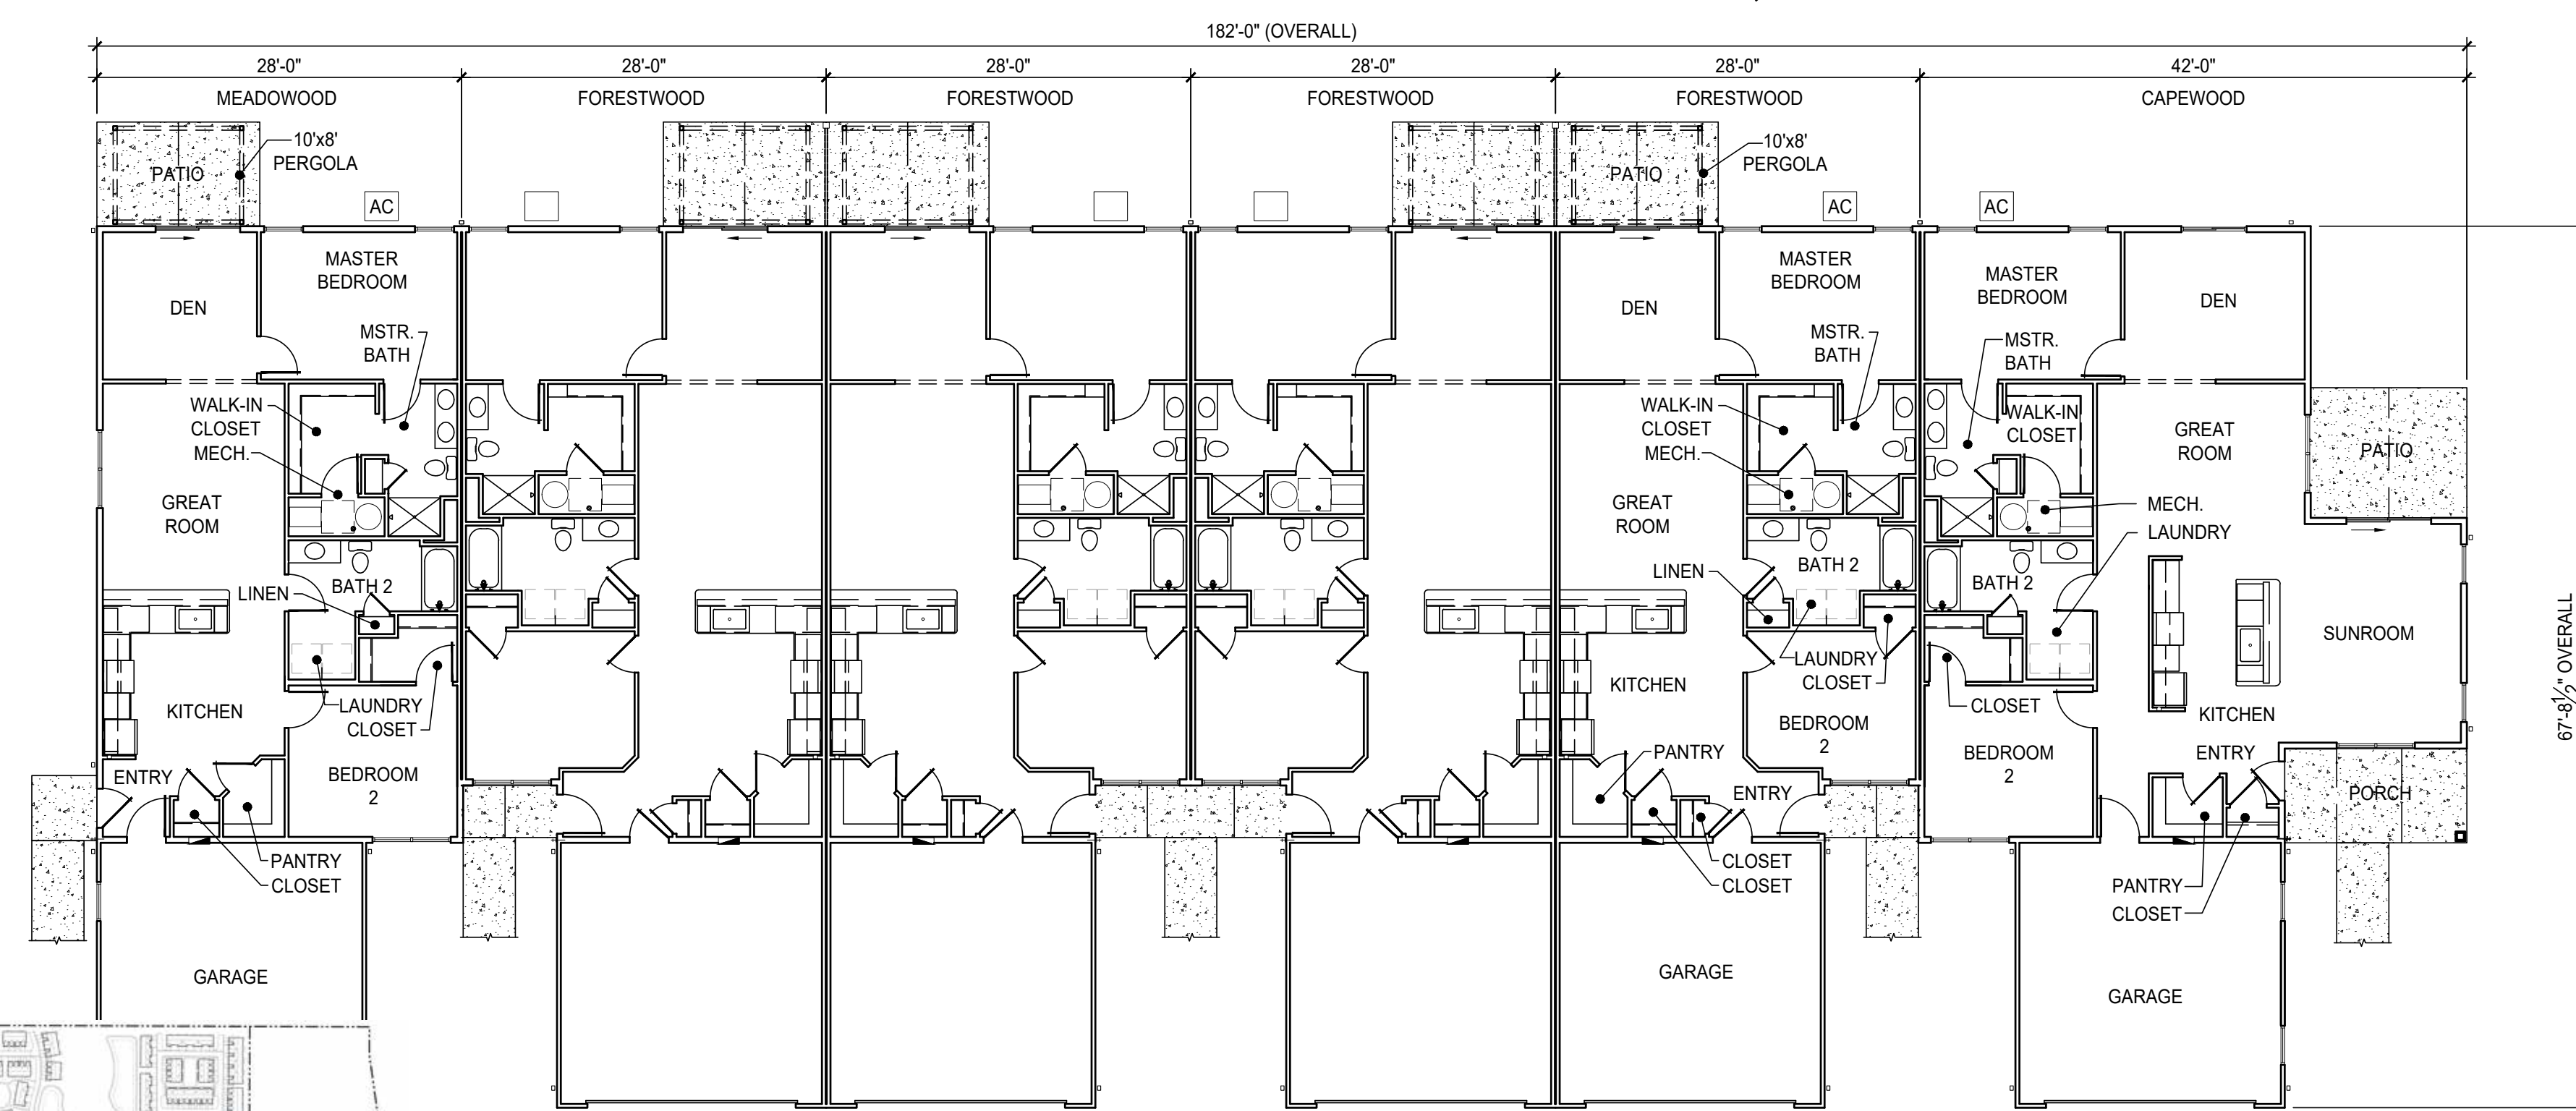 182'-0" (OVERALL)
28'-0"
28'-0"
28'-0"
28'-0"
28'-0"
42'-0"
MEADOWOOD
FORESTWOOD
FORESTWOOD
FORESTWOOD
FORESTWOOD
CAPEWOOD
PATIO
10'x8'
PERGOLA
AC
DEN
MASTER
BEDROOM
MSTR.
BATH
WALK-IN
CLOSET
MECH.
GREAT
ROOM
BATH 2
LINEN
KITCHEN
LAUNDRY
CLOSET
ENTRY
BEDROOM
2
PANTRY
CLOSET
GARAGE
PATIO
10'x8'
PERGOLA
AC
DEN
MASTER
BEDROOM
MSTR.
BATH
WALK-IN
CLOSET
MECH.
GREAT
ROOM
BATH 2
LINEN
LAUNDRY
CLOSET
KITCHEN
BEDROOM
2
PANTRY
ENTRY
CLOSET
CLOSET
GARAGE
AC
MASTER
BEDROOM
DEN
MSTR.
BATH
WALK-IN
CLOSET
GREAT
ROOM
PATIO
MECH.
LAUNDRY
BATH 2
SUNROOM
CLOSET
KITCHEN
BEDROOM
2
ENTRY
PORCH
PANTRY
CLOSET
GARAGE
67'-8½" OVERALL